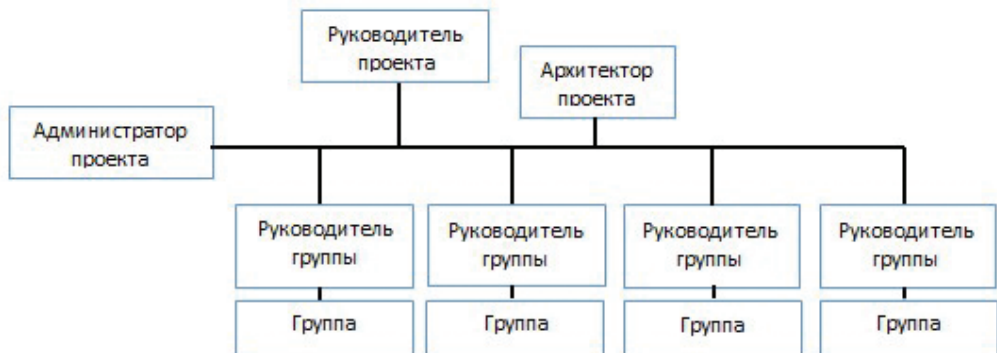 Руководитель
проекта
Архитектор
проекта
Администратор
проекта
Руководитель
группы
Руководитель
группы
Руководитель
группы
Руководитель
группы
Группа
Группа
Группа
Группа